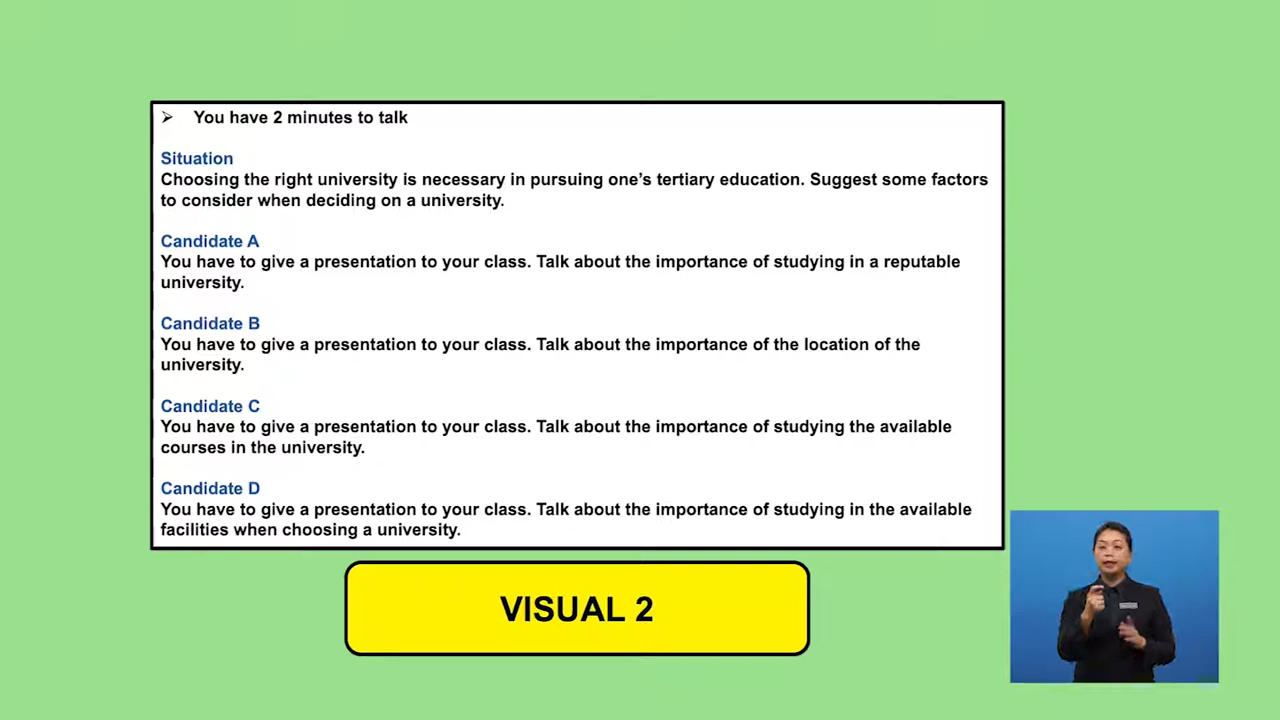 ➢ You have 2 minutes to talk
Situation
Choosing the right university is necessary in pursuing one’s tertiary education. Suggest some factors
to consider when deciding on a university.
Candidate A
You have to give a presentation to your class. Talk about the importance of studying in a reputable
university.
Candidate B
You have to give a presentation to your class. Talk about the importance of the location of the
university.
Candidate C
You have to give a presentation to your class. Talk about the importance of studying the available
courses in the university.
Candidate D
You have to give a presentation to your class. Talk about the importance of studying in the available
facilities when choosing a university.
VISUAL 2